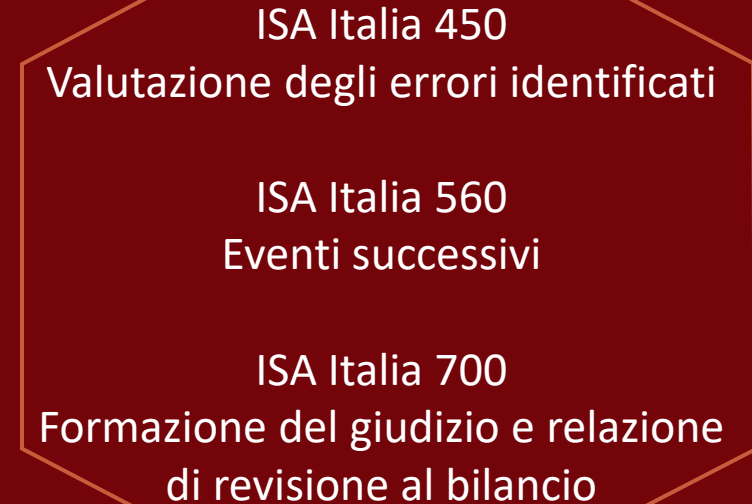 ISA Italia 450
Valutazione degli errori identificati
ISA Italia 560
Eventi successivi
ISA Italia 700
Formazione del giudizio e relazione
di revisione al bilancio